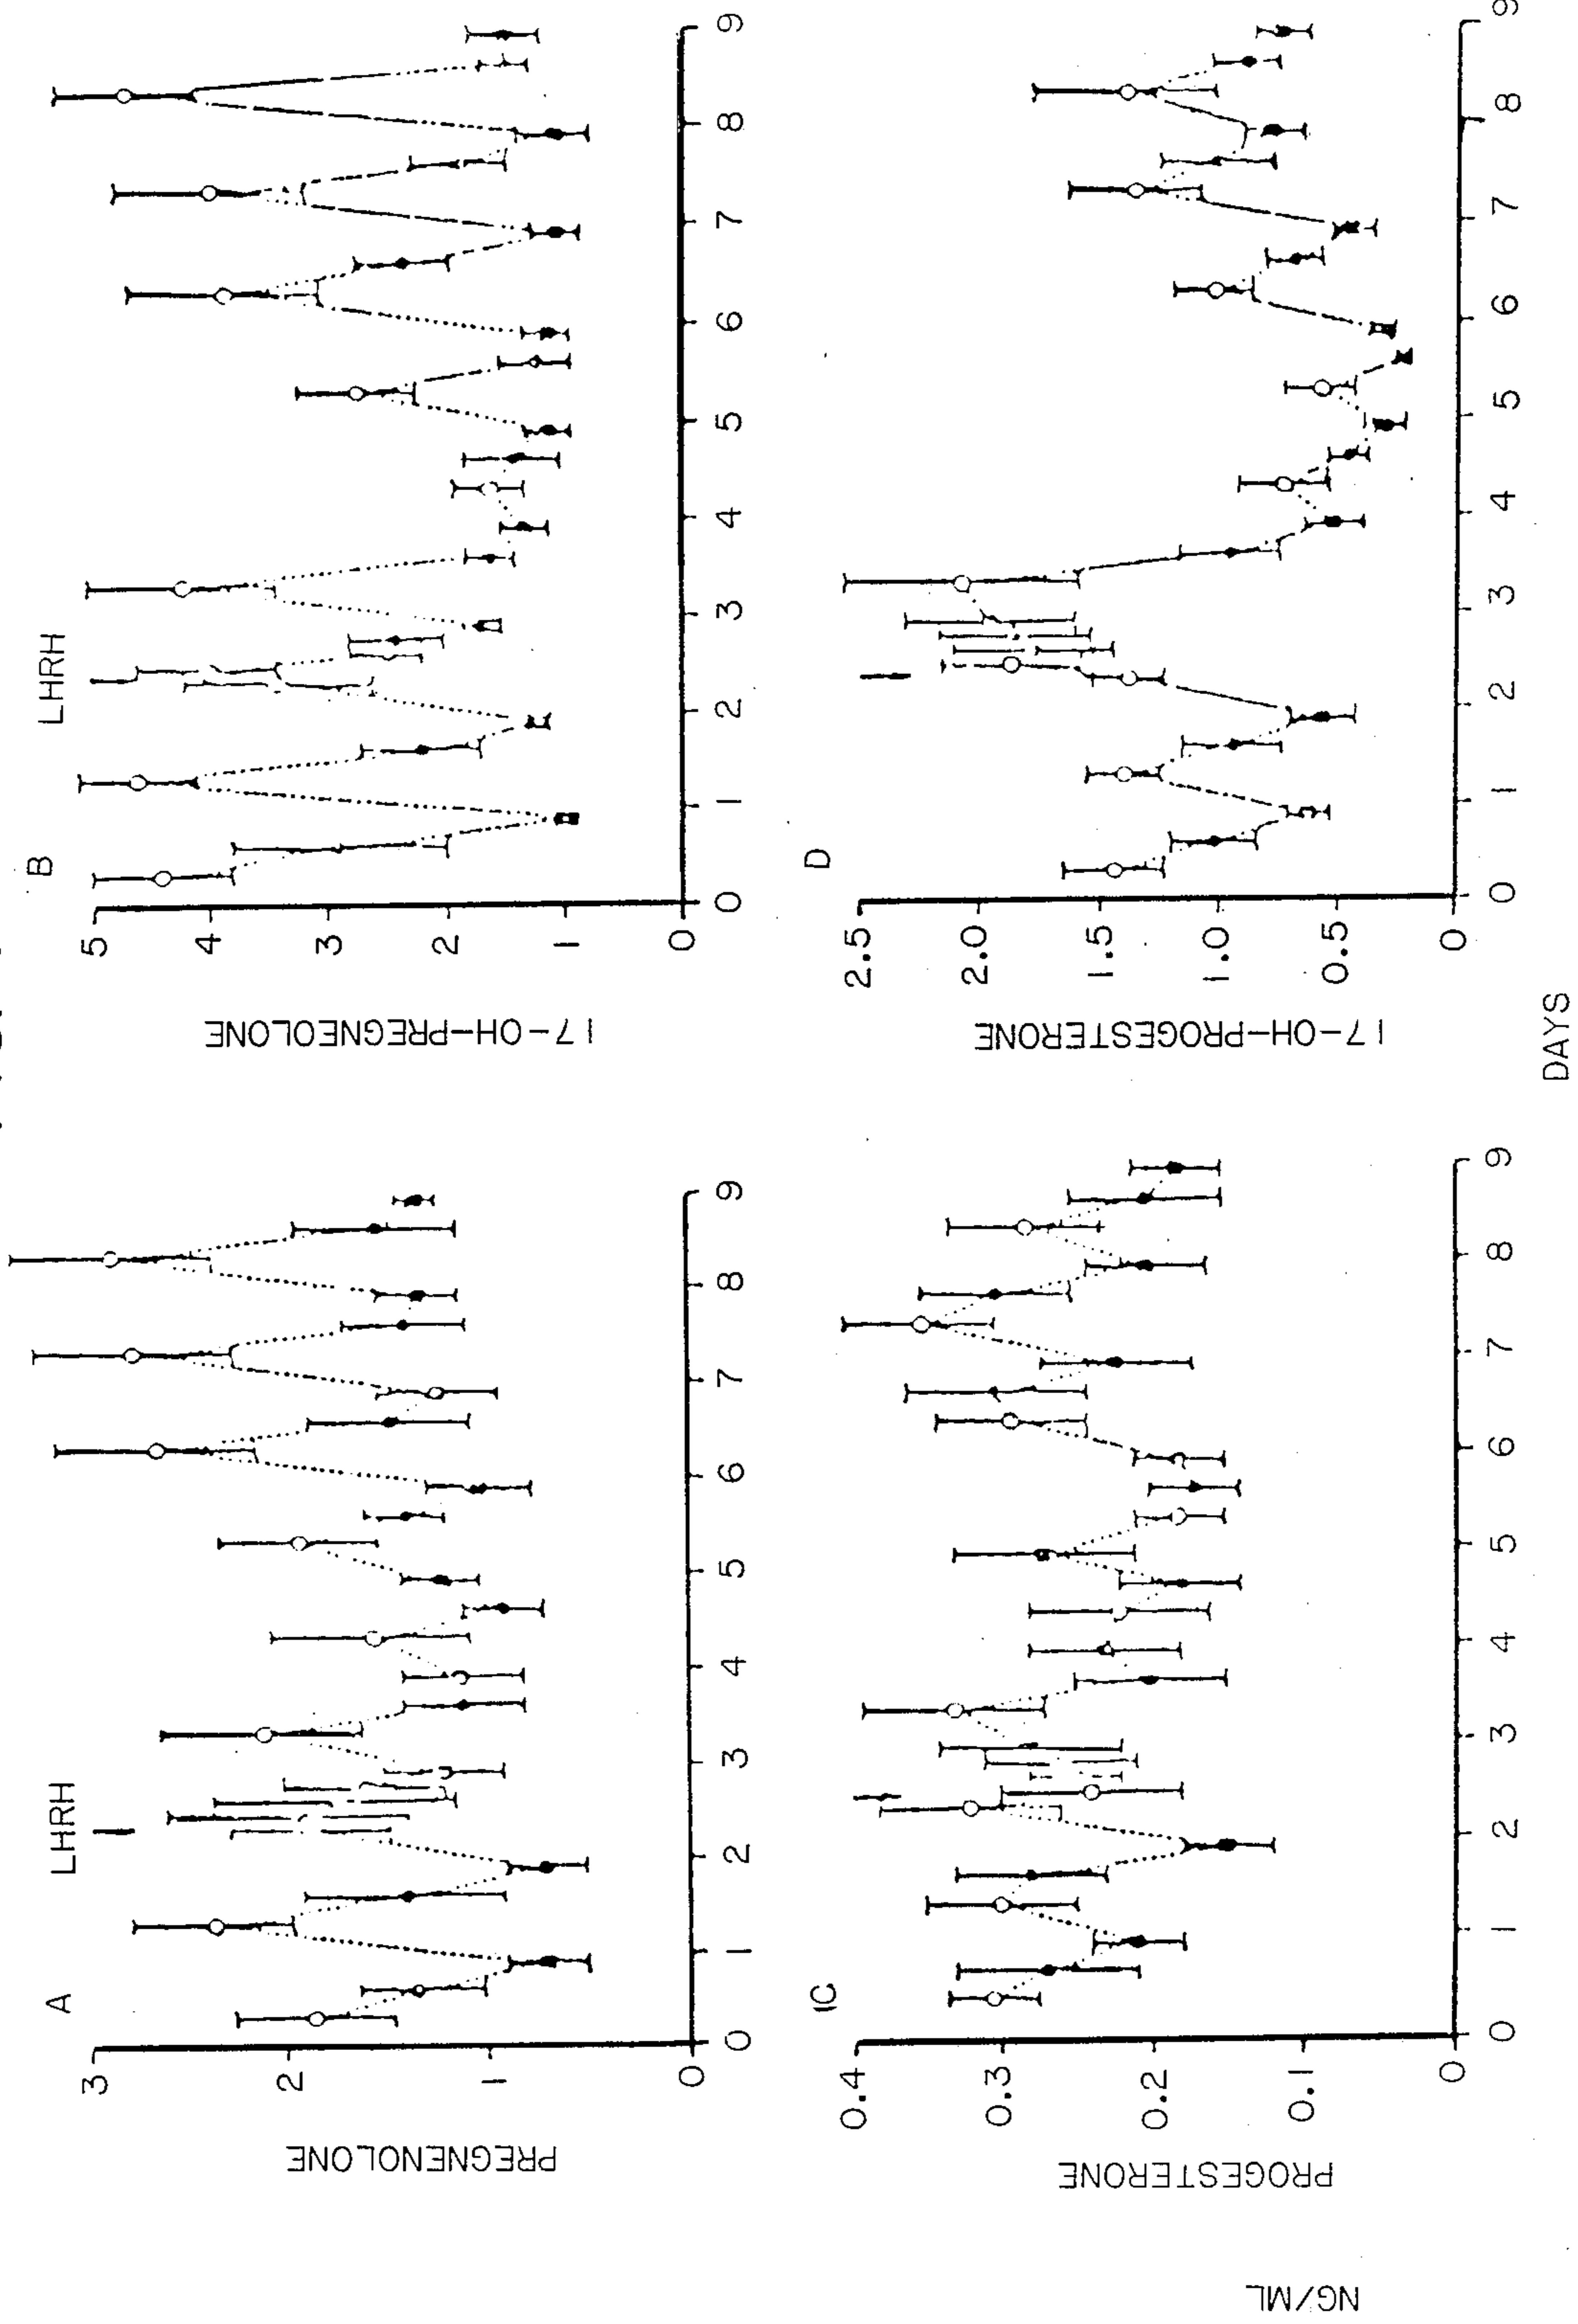 A
LHRH
3
2
1
0
PREGNENOLONE
0 1 2 3 4 5 6 7 8 9
B
LHRH
5
4
3
2
1
0
17-OH-PREGNEOLONE
0 1 2 3 4 5 6 7 8 9
1C
0.4
0.3
0.2
0.1
0
PROGESTERONE
0 1 2 3 4 5 6 7 8 9
D
2.5
2.0
1.5
1.0
0.5
0
17-OH-PROGESTERONE
0 1 2 3 4 5 6 7 8 9
NG/ML
DAYS